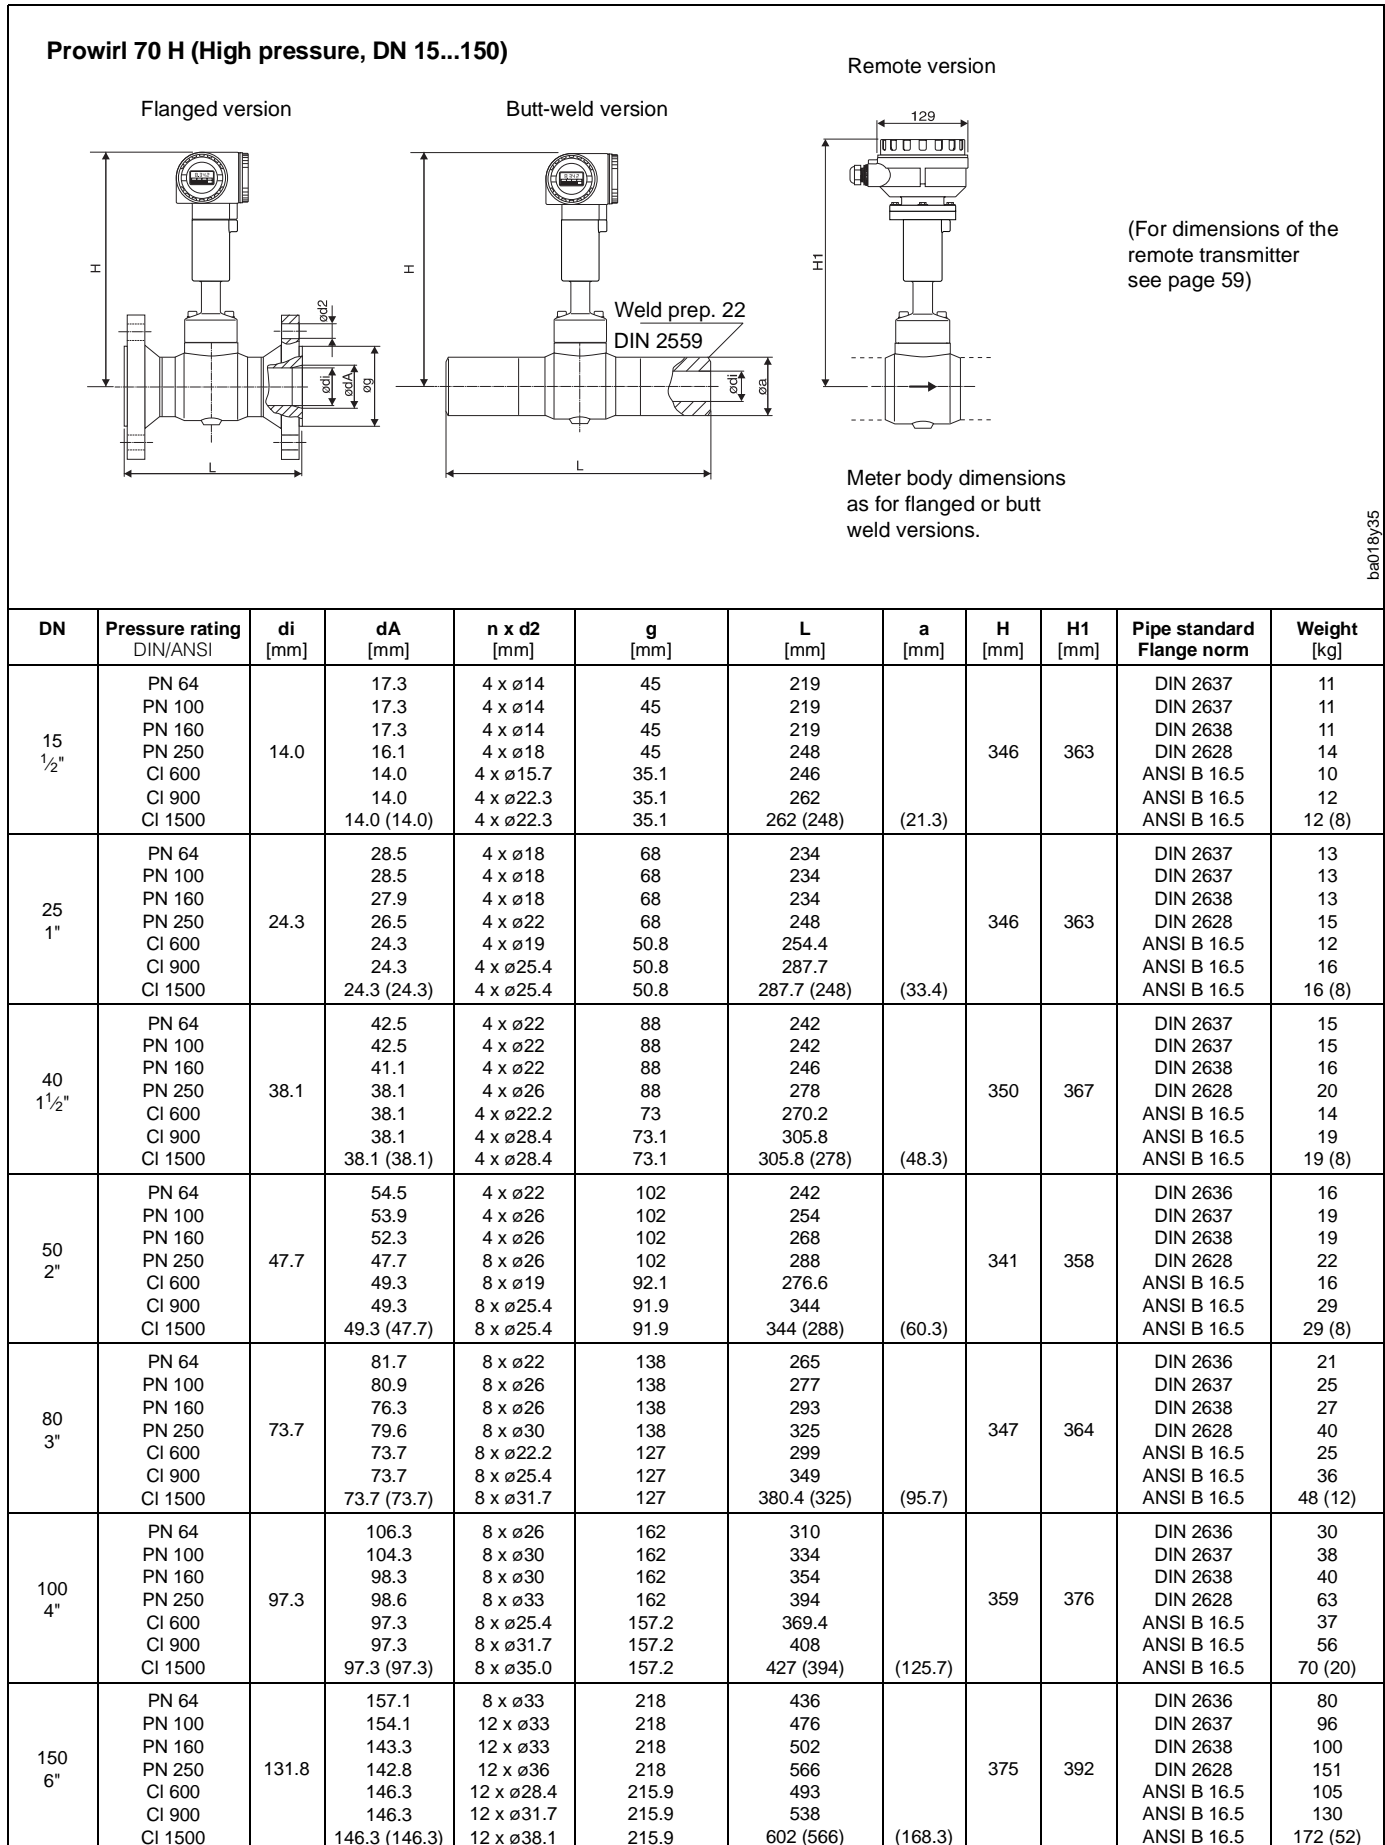 Prowirl 70 H (High pressure, DN 15...150)
Remote version
Flanged version
Butt-weld version
129
H
H
H1
(For dimensions of the
remote transmitter
see page 59)
ød2
Weld prep. 22
DIN 2559
ødi
ødA
øg
ødi
øa
L
L
Meter body dimensions
as for flanged or butt
weld versions.
ba018y35
DN Pressure rating di dA n x d2 g L a H H1 Pipe standard Weight
DIN/ANSI [mm] [mm] [mm] [mm] [mm] [mm] [mm] [mm] Flange norm [kg]
PN 64 17.3 4 x ø14 45 219 DIN 2637 11
PN 100 17.3 4 x ø14 45 219 DIN 2637 11
PN 160 17.3 4 x ø14 45 219 DIN 2638 11
15 ½" PN 250 14.0 16.1 4 x ø18 45 248 346 363 DIN 2628 14
Cl 600 14.0 4 x ø15.7 35.1 246 ANSI B 16.5 10
Cl 900 14.0 4 x ø22.3 35.1 262 ANSI B 16.5 12
Cl 1500 14.0 (14.0) 4 x ø22.3 35.1 262 (248) (21.3) ANSI B 16.5 12 (8)
PN 64 28.5 4 x ø18 68 234 DIN 2637 13
PN 100 28.5 4 x ø18 68 234 DIN 2637 13
PN 160 27.9 4 x ø18 68 234 DIN 2638 13
25 1" PN 250 24.3 26.5 4 x ø22 68 248 346 363 DIN 2628 15
Cl 600 24.3 4 x ø19 50.8 254.4 ANSI B 16.5 12
Cl 900 24.3 4 x ø25.4 50.8 287.7 ANSI B 16.5 16
Cl 1500 24.3 (24.3) 4 x ø25.4 50.8 287.7 (248) (33.4) ANSI B 16.5 16 (8)
PN 64 42.5 4 x ø22 88 242 DIN 2637 15
PN 100 42.5 4 x ø22 88 242 DIN 2637 15
PN 160 41.1 4 x ø22 88 246 DIN 2638 16
40 1½" PN 250 38.1 38.1 4 x ø26 88 278 350 367 DIN 2628 20
Cl 600 38.1 4 x ø22.2 73 270.2 ANSI B 16.5 14
Cl 900 38.1 4 x ø28.4 73.1 305.8 ANSI B 16.5 19
Cl 1500 38.1 (38.1) 4 x ø28.4 73.1 305.8 (278) (48.3) ANSI B 16.5 19 (8)
PN 64 54.5 4 x ø22 102 242 DIN 2636 16
PN 100 53.9 4 x ø26 102 254 DIN 2637 19
PN 160 52.3 4 x ø26 102 268 DIN 2638 19
50 2" PN 250 47.7 47.7 8 x ø26 102 288 341 358 DIN 2628 22
Cl 600 49.3 8 x ø19 92.1 276.6 ANSI B 16.5 16
Cl 900 49.3 8 x ø25.4 91.9 344 ANSI B 16.5 29
Cl 1500 49.3 (47.7) 8 x ø25.4 91.9 344 (288) (60.3) ANSI B 16.5 29 (8)
PN 64 81.7 8 x ø22 138 265 DIN 2636 21
PN 100 80.9 8 x ø26 138 277 DIN 2637 25
PN 160 76.3 8 x ø26 138 293 DIN 2638 27
80 3" PN 250 73.7 79.6 8 x ø30 138 325 347 364 DIN 2628 40
Cl 600 73.7 8 x ø22.2 127 299 ANSI B 16.5 25
Cl 900 73.7 8 x ø25.4 127 349 ANSI B 16.5 36
Cl 1500 73.7 (73.7) 8 x ø31.7 127 380.4 (325) (95.7) ANSI B 16.5 48 (12)
PN 64 106.3 8 x ø26 162 310 DIN 2636 30
PN 100 104.3 8 x ø30 162 334 DIN 2637 38
PN 160 98.3 8 x ø30 162 354 DIN 2638 40
100 4" PN 250 97.3 98.6 8 x ø33 162 394 359 376 DIN 2628 63
Cl 600 97.3 8 x ø25.4 157.2 369.4 ANSI B 16.5 37
Cl 900 97.3 8 x ø31.7 157.2 408 ANSI B 16.5 56
Cl 1500 97.3 (97.3) 8 x ø35.0 157.2 427 (394) (125.7) ANSI B 16.5 70 (20)
PN 64 157.1 8 x ø33 218 436 DIN 2636 80
PN 100 154.1 12 x ø33 218 476 DIN 2637 96
PN 160 143.3 12 x ø33 218 502 DIN 2638 100
150 6" PN 250 131.8 142.8 12 x ø36 218 566 375 392 DIN 2628 151
Cl 600 146.3 12 x ø28.4 215.9 493 ANSI B 16.5 105
Cl 900 146.3 12 x ø31.7 215.9 538 ANSI B 16.5 130
Cl 1500 146.3 (146.3) 12 x ø38.1 215.9 602 (566) (168.3) ANSI B 16.5 172 (52)